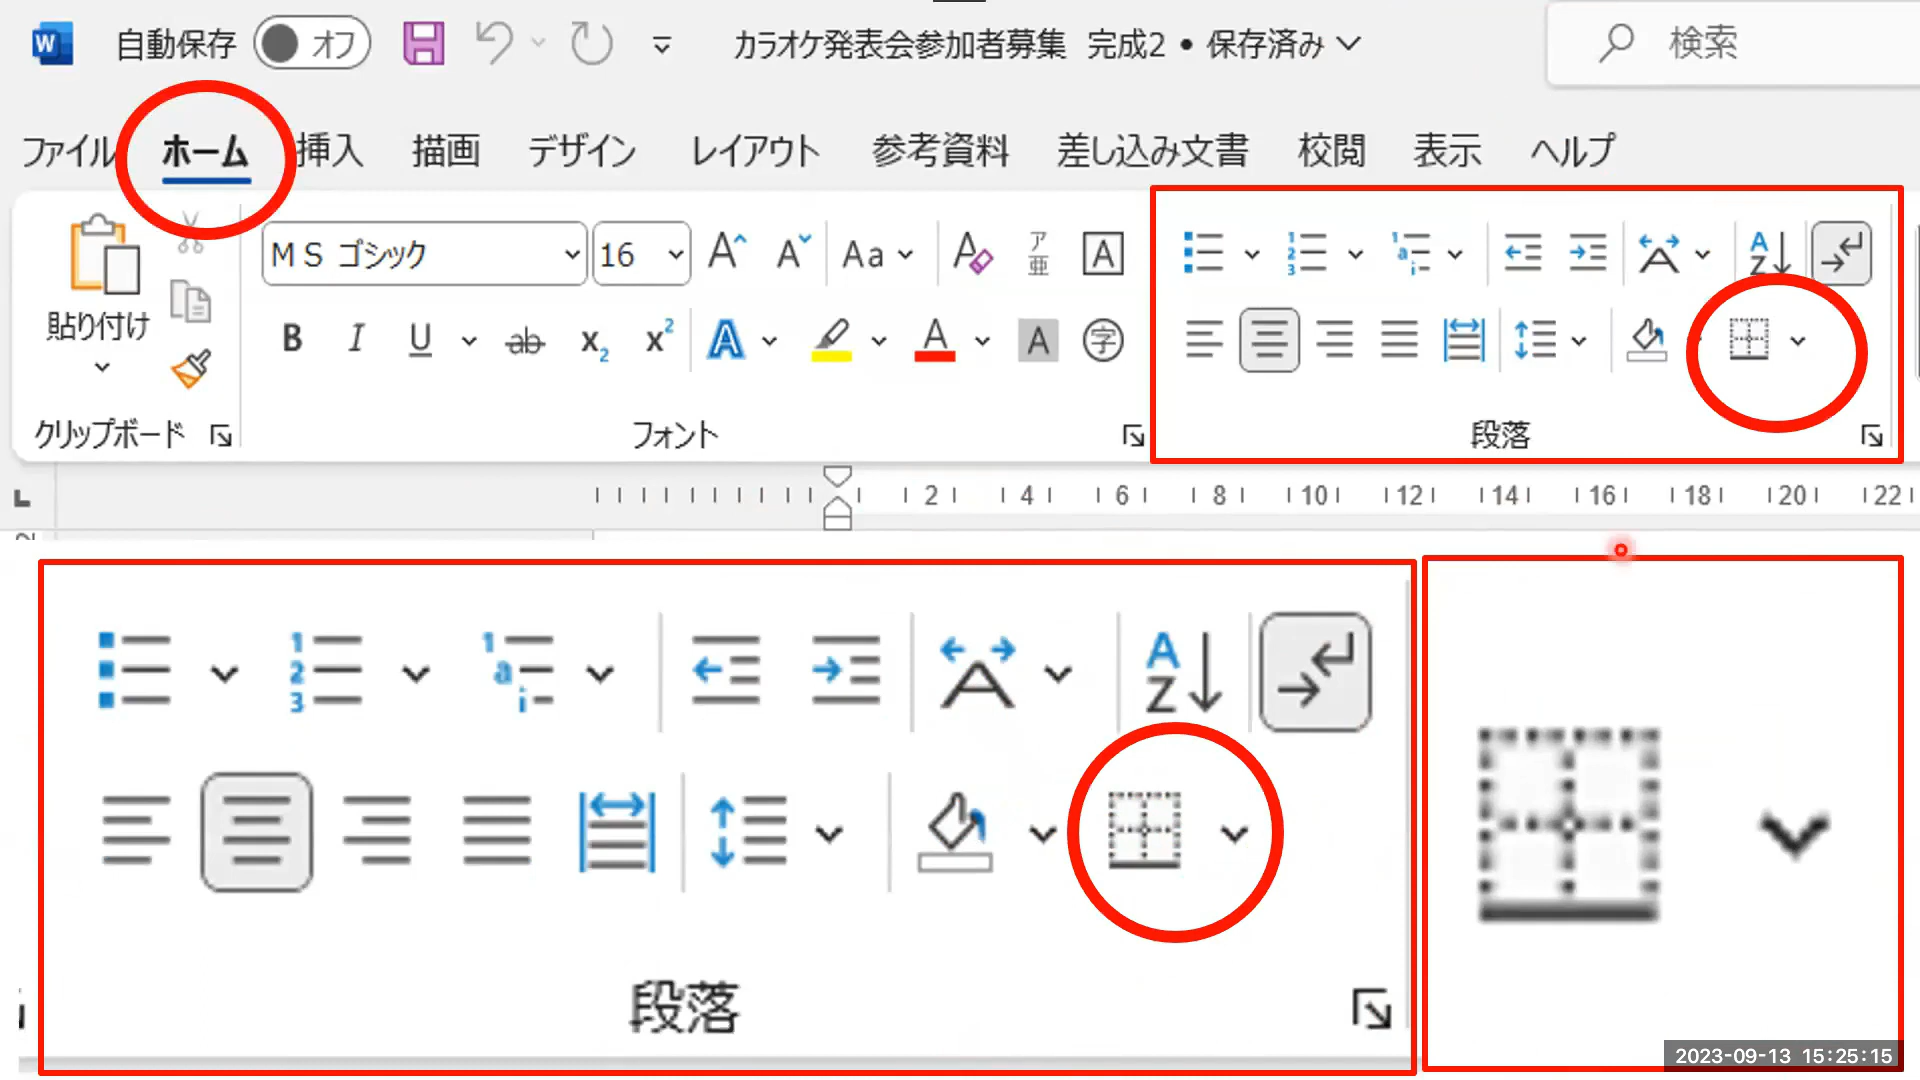 自動保存 オフ カラオケ発表会参加者募集 完成2 • 保存済み 検索
ファイル ホーム 挿入 描画 デザイン レイアウト 参考資料 差し込み文書 校閲 表示 ヘルプ
貼り付け
クリップボード
ＭＳ ゴシック 16 A A Aa A ア亜 A
B I U ab x2 x2 A A A 字
フォント
段落
2 4 6 8 10 12 14 16 18 20 22
段落
2023-09-13 15:25:15